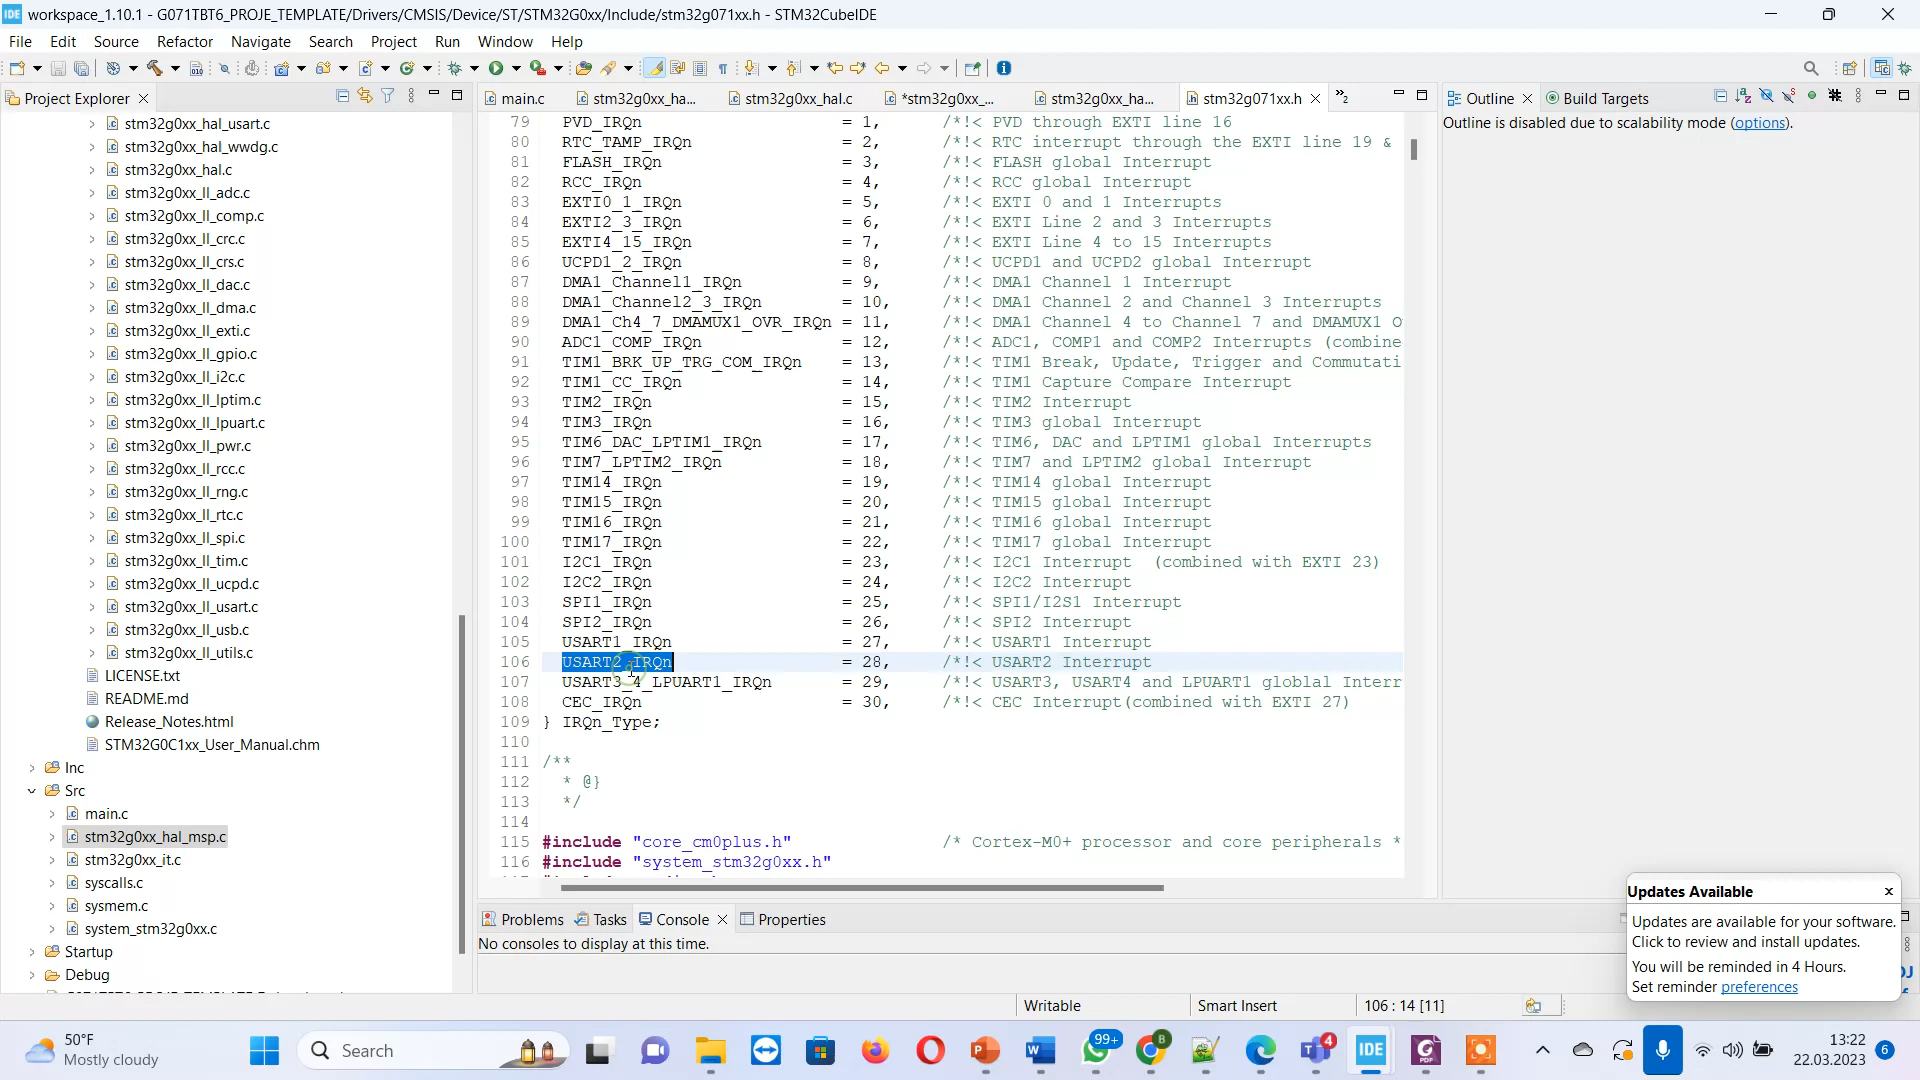 workspace_1.10.1 - G071TBT6_PROJE_TEMPLATE/Drivers/CMSIS/Device/ST/STM32G0xx/Include/stm32g071xx.h - STM32CubeIDE
File Edit Source Refactor Navigate Search Project Run Window Help
Project Explorer
stm32g0xx_hal_usart.c
stm32g0xx_hal_wwdg.c
stm32g0xx_hal.c
stm32g0xx_ll_adc.c
stm32g0xx_ll_comp.c
stm32g0xx_ll_crc.c
stm32g0xx_ll_crs.c
stm32g0xx_ll_dac.c
stm32g0xx_ll_dma.c
stm32g0xx_ll_exti.c
stm32g0xx_ll_gpio.c
stm32g0xx_ll_i2c.c
stm32g0xx_ll_lptim.c
stm32g0xx_ll_lpuart.c
stm32g0xx_ll_pwr.c
stm32g0xx_ll_rcc.c
stm32g0xx_ll_rng.c
stm32g0xx_ll_rtc.c
stm32g0xx_ll_spi.c
stm32g0xx_ll_tim.c
stm32g0xx_ll_ucpd.c
stm32g0xx_ll_usart.c
stm32g0xx_ll_usb.c
stm32g0xx_ll_utils.c
LICENSE.txt
README.md
Release_Notes.html
STM32G0C1xx_User_Manual.chm
Inc
Src
main.c
stm32g0xx_hal_msp.c
stm32g0xx_it.c
syscalls.c
sysmem.c
system_stm32g0xx.c
Startup
Debug
main.c stm32g0xx_ha... stm32g0xx_hal.c *stm32g0xx_... stm32g0xx_ha... stm32g071xx.h »2
79 PVD_IRQn = 1, /*!< PVD through EXTI line 16
80 RTC_TAMP_IRQn = 2, /*!< RTC interrupt through the EXTI line 19 &
81 FLASH_IRQn = 3, /*!< FLASH global Interrupt
82 RCC_IRQn = 4, /*!< RCC global Interrupt
83 EXTI0_1_IRQn = 5, /*!< EXTI 0 and 1 Interrupts
84 EXTI2_3_IRQn = 6, /*!< EXTI Line 2 and 3 Interrupts
85 EXTI4_15_IRQn = 7, /*!< EXTI Line 4 to 15 Interrupts
86 UCPD1_2_IRQn = 8, /*!< UCPD1 and UCPD2 global Interrupt
87 DMA1_Channel1_IRQn = 9, /*!< DMA1 Channel 1 Interrupt
88 DMA1_Channel2_3_IRQn = 10, /*!< DMA1 Channel 2 and Channel 3 Interrupts
89 DMA1_Ch4_7_DMAMUX1_OVR_IRQn = 11, /*!< DMA1 Channel 4 to Channel 7 and DMAMUX1 O
90 ADC1_COMP_IRQn = 12, /*!< ADC1, COMP1 and COMP2 Interrupts (combine
91 TIM1_BRK_UP_TRG_COM_IRQn = 13, /*!< TIM1 Break, Update, Trigger and Commutati
92 TIM1_CC_IRQn = 14, /*!< TIM1 Capture Compare Interrupt
93 TIM2_IRQn = 15, /*!< TIM2 Interrupt
94 TIM3_IRQn = 16, /*!< TIM3 global Interrupt
95 TIM6_DAC_LPTIM1_IRQn = 17, /*!< TIM6, DAC and LPTIM1 global Interrupts
96 TIM7_LPTIM2_IRQn = 18, /*!< TIM7 and LPTIM2 global Interrupt
97 TIM14_IRQn = 19, /*!< TIM14 global Interrupt
98 TIM15_IRQn = 20, /*!< TIM15 global Interrupt
99 TIM16_IRQn = 21, /*!< TIM16 global Interrupt
100 TIM17_IRQn = 22, /*!< TIM17 global Interrupt
101 I2C1_IRQn = 23, /*!< I2C1 Interrupt (combined with EXTI 23)
102 I2C2_IRQn = 24, /*!< I2C2 Interrupt
103 SPI1_IRQn = 25, /*!< SPI1/I2S1 Interrupt
104 SPI2_IRQn = 26, /*!< SPI2 Interrupt
105 USART1_IRQn = 27, /*!< USART1 Interrupt
106 USART2_IRQn = 28, /*!< USART2 Interrupt
107 USART3_4_LPUART1_IRQn = 29, /*!< USART3, USART4 and LPUART1 globlal Interr
108 CEC_IRQn = 30, /*!< CEC Interrupt(combined with EXTI 27)
109 } IRQn_Type;
110
111 /**
112 * @}
113 */
114
115 #include "core_cm0plus.h" /* Cortex-M0+ processor and core peripherals *
116 #include "system_stm32g0xx.h"
Outline Build Targets
Outline is disabled due to scalability mode (options).
Problems Tasks Console Properties
No consoles to display at this time.
Updates Available
Updates are available for your software.
Click to review and install updates.
You will be reminded in 4 Hours.
Set reminder preferences
Writable Smart Insert 106 : 14 [11]
50°F
Mostly cloudy
Search
99+
4
IDE
13:22
22.03.2023
6